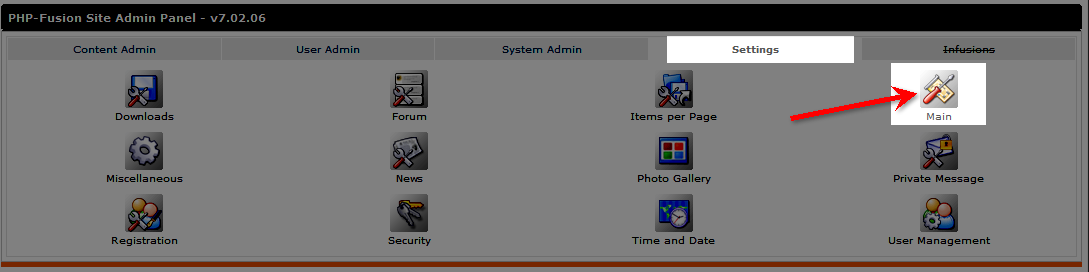 PHP-Fusion Site Admin Panel - v7.02.06
Content Admin User Admin System Admin Settings Infusions
Downloads Forum Items per Page Main
Miscellaneous News Photo Gallery Private Message
Registration Security Time and Date User Management